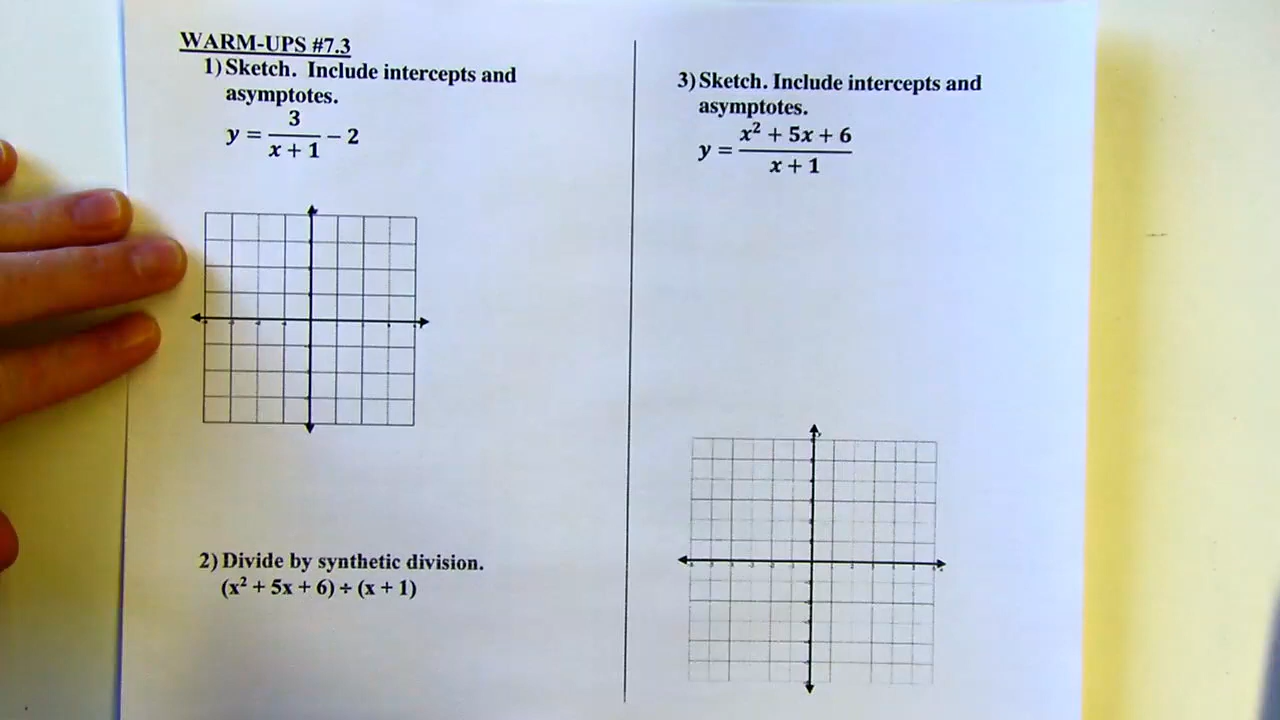 WARM-UPS #7.3
1) Sketch. Include intercepts and
asymptotes.
y = 3/(x + 1) − 2
2) Divide by synthetic division.
(x² + 5x + 6) ÷ (x + 1)
3) Sketch. Include intercepts and
asymptotes.
y = (x² + 5x + 6)/(x + 1)